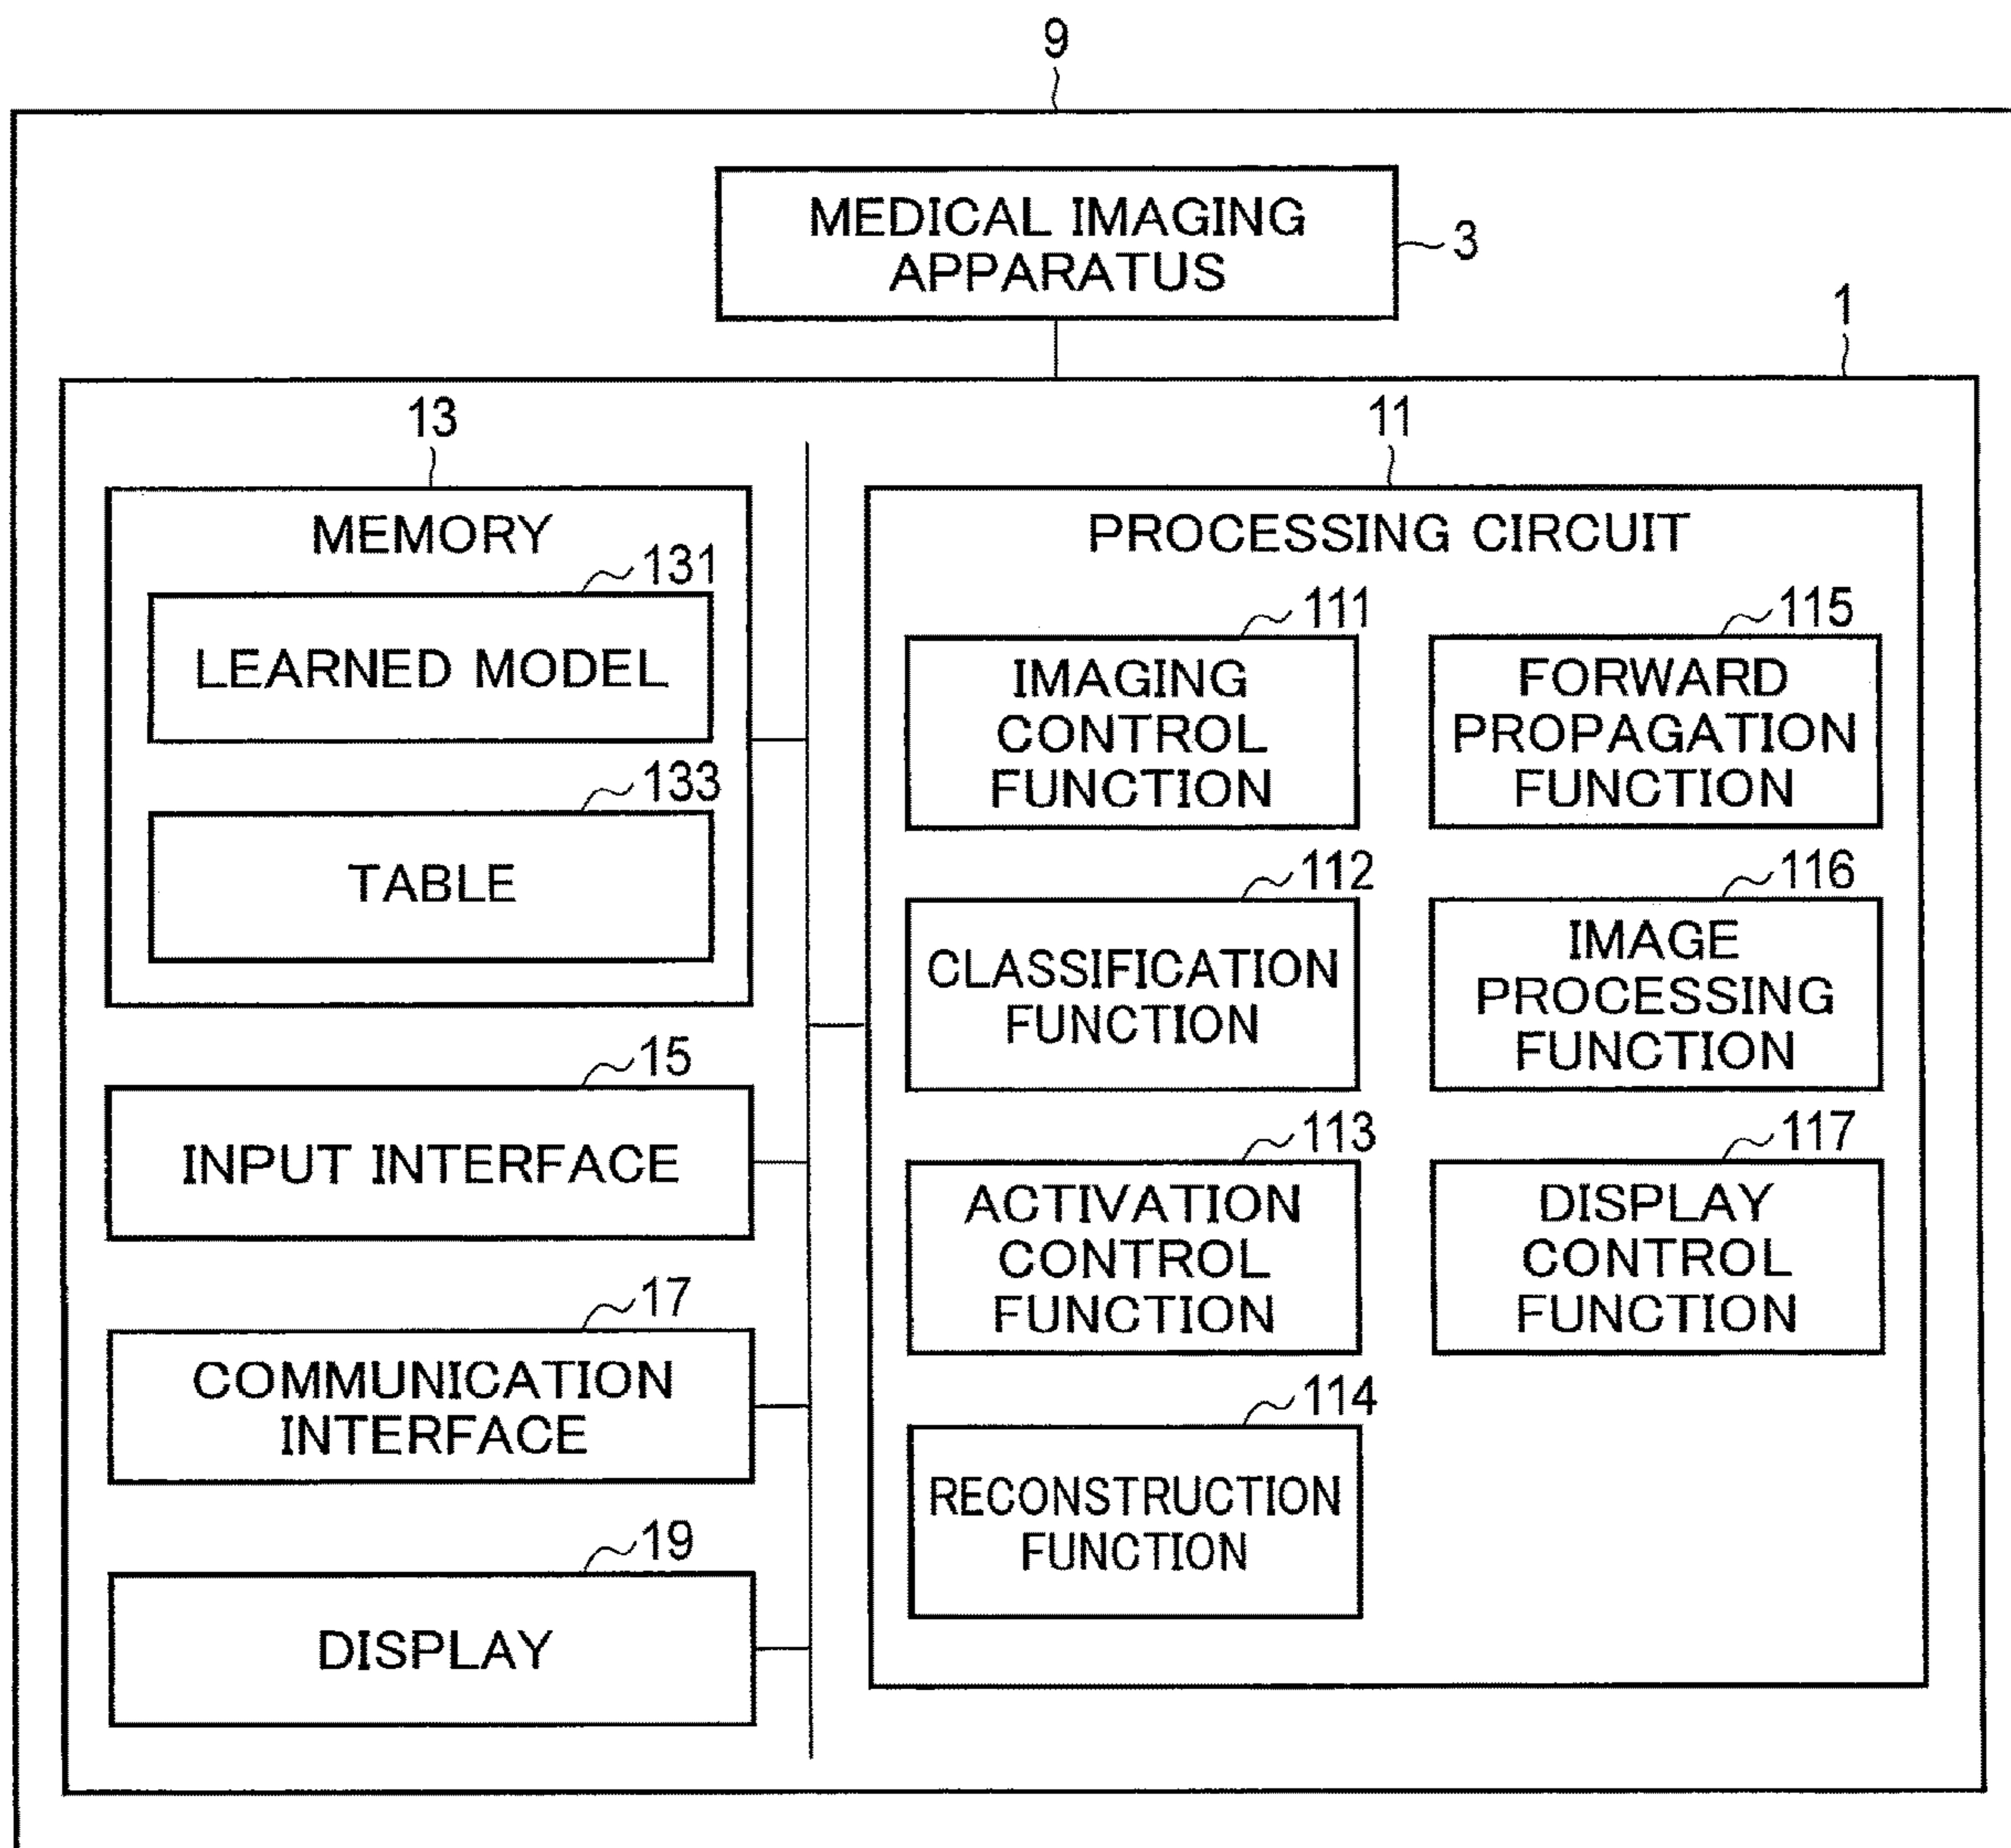 9
MEDICAL IMAGING
APPARATUS
3
1
13
MEMORY
131
LEARNED MODEL
133
TABLE
15
INPUT INTERFACE
17
COMMUNICATION
INTERFACE
19
DISPLAY
11
PROCESSING CIRCUIT
111
IMAGING
CONTROL
FUNCTION
112
CLASSIFICATION
FUNCTION
113
ACTIVATION
CONTROL
FUNCTION
114
RECONSTRUCTION
FUNCTION
115
FORWARD
PROPAGATION
FUNCTION
116
IMAGE
PROCESSING
FUNCTION
117
DISPLAY
CONTROL
FUNCTION